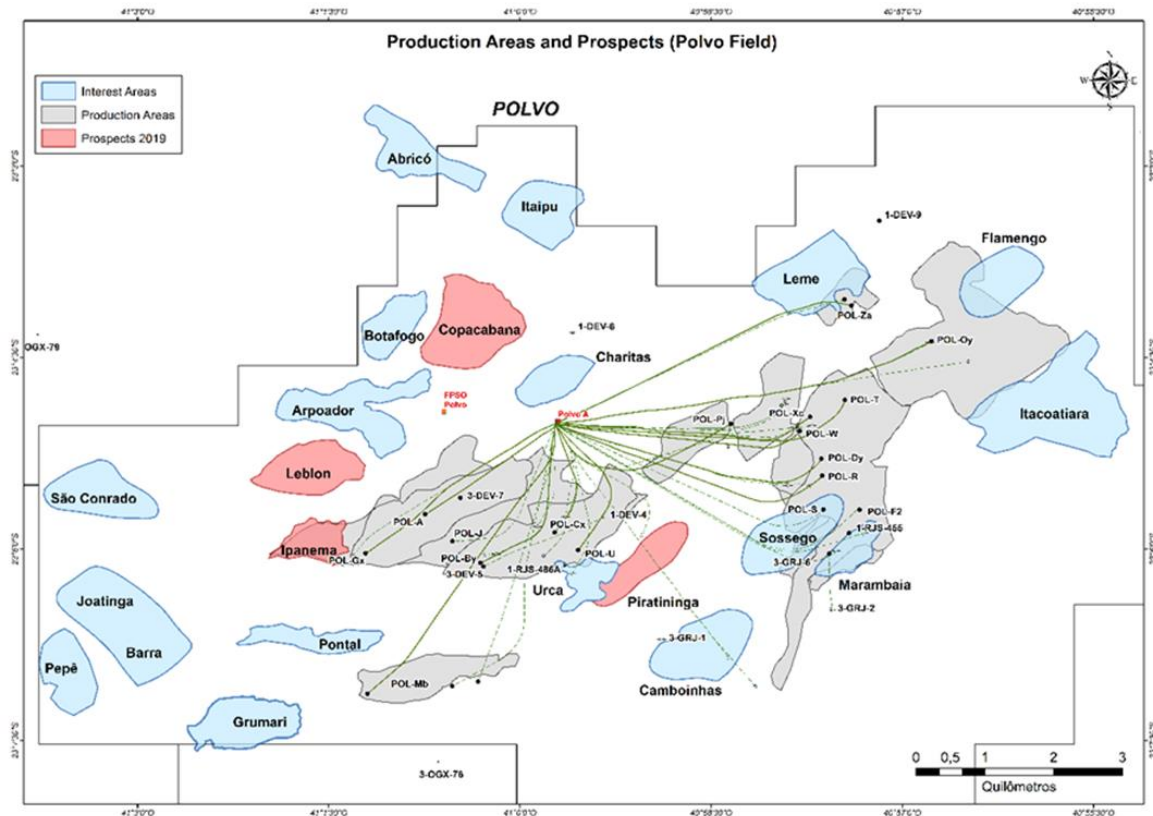 Production Areas and Prospects (Polvo Field)
Interest Areas
Production Areas
Prospects 2019
POLVO
W
E
Abricó
Itaipu
1-DEV-9
Flamengo
Leme
POL-Za
Botafogo
Copacabana
1-DEV-6
POL-Oy
OGX-79
Charitas
FPSO
Polvo
Arpoador
Polvo A
POL-Pj
POL-Xc
POL-T
POL-W
Itacoatiara
Leblon
POL-Dy
POL-R
São Conrado
3-DEV-7
POL-A
POL-Cx
1-DEV-4
POL-S
POL-F2
1-RJS-455
Sossego
Ipanema
POL-Gx
POL-J
POL-By
3-DEV-5
1-RJS-486A
POL-U
3-GRJ-6
Marambaia
Urca
Piratininga
3-GRJ-2
Joatinga
Barra
Pepê
Pontal
3-GRJ-1
Camboinhas
POL-Mb
Grumari
3-OGX-76
0 0,5 1 2 3
Quilômetros